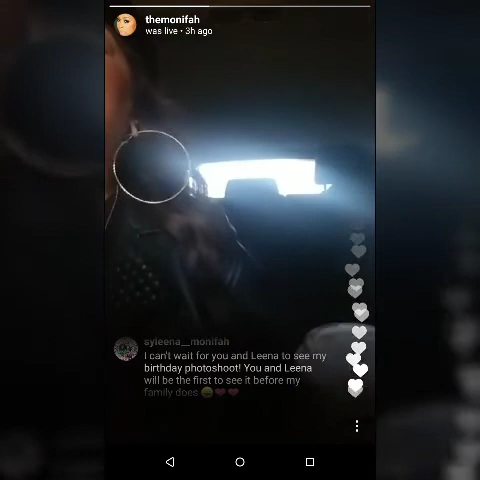 themonifah
was live • 3h ago
syleena__monifah
I can't wait for you and Leena to see my
birthday photoshoot! You and Leena
will be the first to see it before my
family does 😄❤️❤️